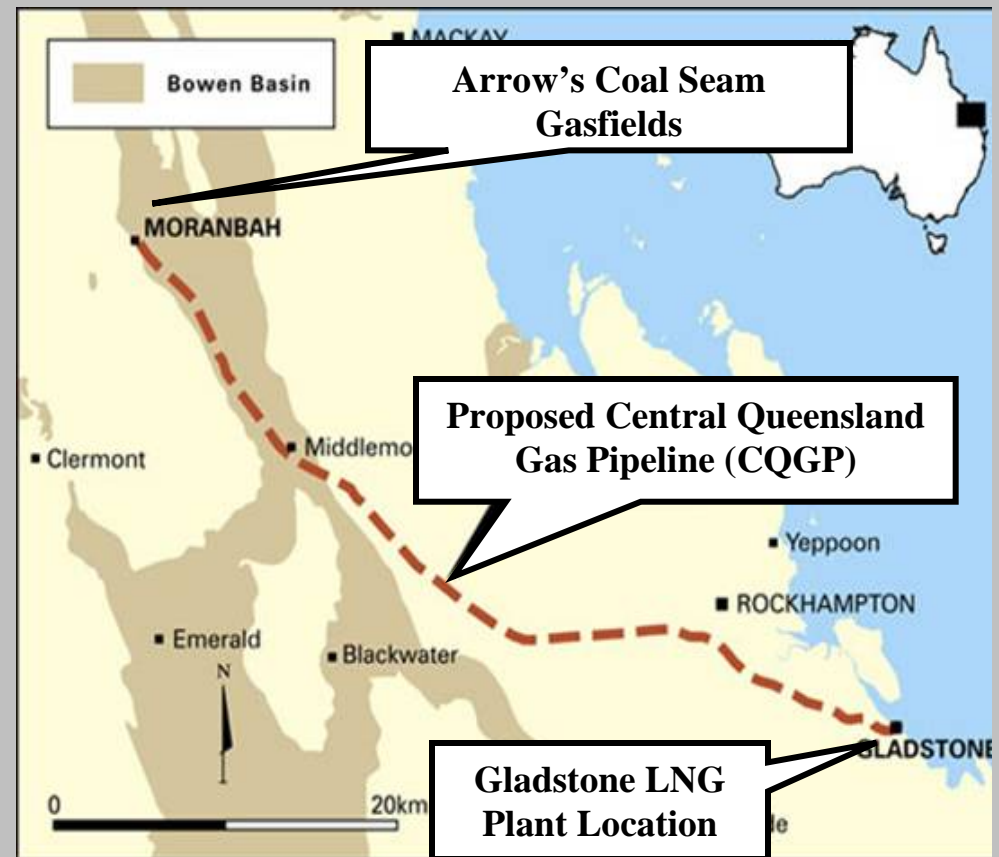 MACKAY
Bowen Basin
Arrow's Coal Seam
Gasfields
MORANBAH
Proposed Central Queensland
Gas Pipeline (CQGP)
Middlemo
Clermont
Yeppoon
ROCKHAMPTON
Emerald
Blackwater
N
GLADSTONE
Gladstone LNG
Plant Location
0
20km
de